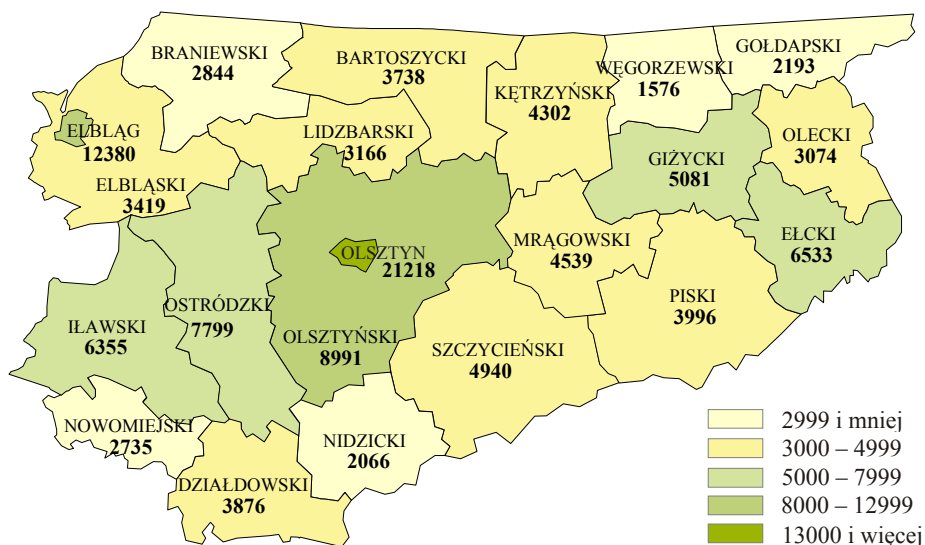 BRANIEWSKI
2844
BARTOSZYCKI
3738
GOŁDAPSKI
2193
WĘGORZEWSKI
1576
KĘTRZYŃSKI
4302
ELBLĄG
12380
LIDZBARSKI
3166
OLECKI
3074
GIŻYCKI
5081
ELBLĄSKI
3419
MRĄGOWSKI
4539
EŁCKI
6533
OLSZTYN
21218
OSTRÓDZKI
7799
PISKI
3996
IŁAWSKI
6355
OLSZTYŃSKI
8991
SZCZYCIEŃSKI
4940
NOWOMIEJSKI
2735
NIDZICKI
2066
DZIAŁDOWSKI
3876
2999 i mniej
3000 – 4999
5000 – 7999
8000 – 12999
13000 i więcej